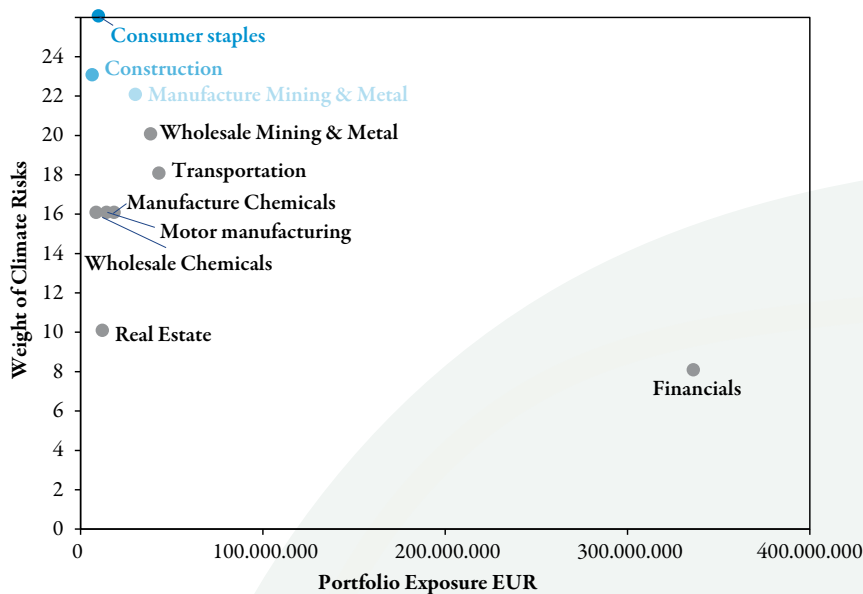 Consumer staples
24
Construction
22
Manufacture Mining & Metal
20
Wholesale Mining & Metal
18
Transportation
Manufacture Chemicals
16
Motor manufacturing
14
Wholesale Chemicals
12
10
Real Estate
8
Financials
6
4
2
0
Weight of Climate Risks
0
100.000.000
200.000.000
300.000.000
400.000.000
Portfolio Exposure EUR